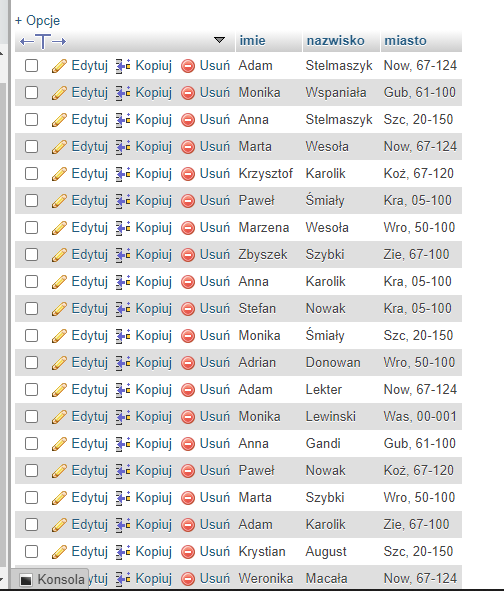 + Opcje
imie nazwisko miasto
Edytuj Kopiuj Usuń Adam Stelmaszyk Now, 67-124
Edytuj Kopiuj Usuń Monika Wspaniała Gub, 61-100
Edytuj Kopiuj Usuń Anna Stelmaszyk Szc, 20-150
Edytuj Kopiuj Usuń Marta Wesoła Now, 67-124
Edytuj Kopiuj Usuń Krzysztof Karolik Koź, 67-120
Edytuj Kopiuj Usuń Paweł Śmiały Kra, 05-100
Edytuj Kopiuj Usuń Marzena Wesoła Wro, 50-100
Edytuj Kopiuj Usuń Zbyszek Szybki Zie, 67-100
Edytuj Kopiuj Usuń Anna Karolik Kra, 05-100
Edytuj Kopiuj Usuń Stefan Nowak Kra, 05-100
Edytuj Kopiuj Usuń Monika Śmiały Szc, 20-150
Edytuj Kopiuj Usuń Adrian Donowan Wro, 50-100
Edytuj Kopiuj Usuń Adam Lekter Now, 67-124
Edytuj Kopiuj Usuń Monika Lewinski Was, 00-001
Edytuj Kopiuj Usuń Anna Gandi Gub, 61-100
Edytuj Kopiuj Usuń Paweł Nowak Koź, 67-120
Edytuj Kopiuj Usuń Marta Szybki Wro, 50-100
Edytuj Kopiuj Usuń Adam Karolik Zie, 67-100
Edytuj Kopiuj Usuń Krystian August Szc, 20-150
Konsola ytuj Kopiuj Usuń Weronika Macała Now, 67-124